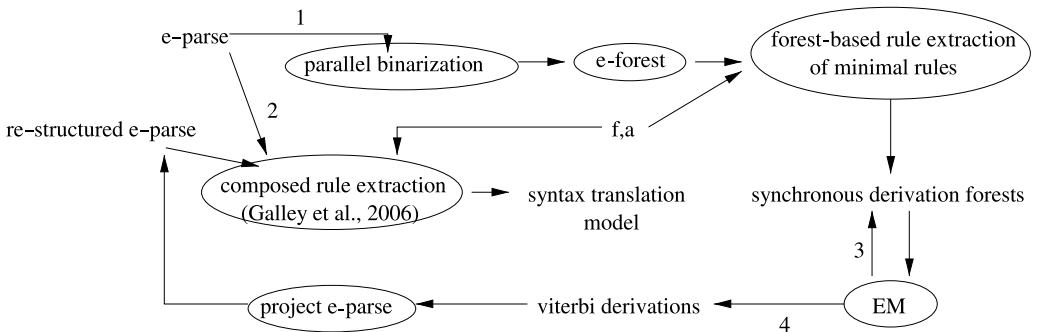 1
e-parse
parallel binarization
e-forest
forest-based rule extraction
of minimal rules
2
re-structured e-parse
f,a
composed rule extraction
(Galley et al., 2006)
syntax translation
model
synchronous derivation forests
3
project e-parse
viterbi derivations
EM
4